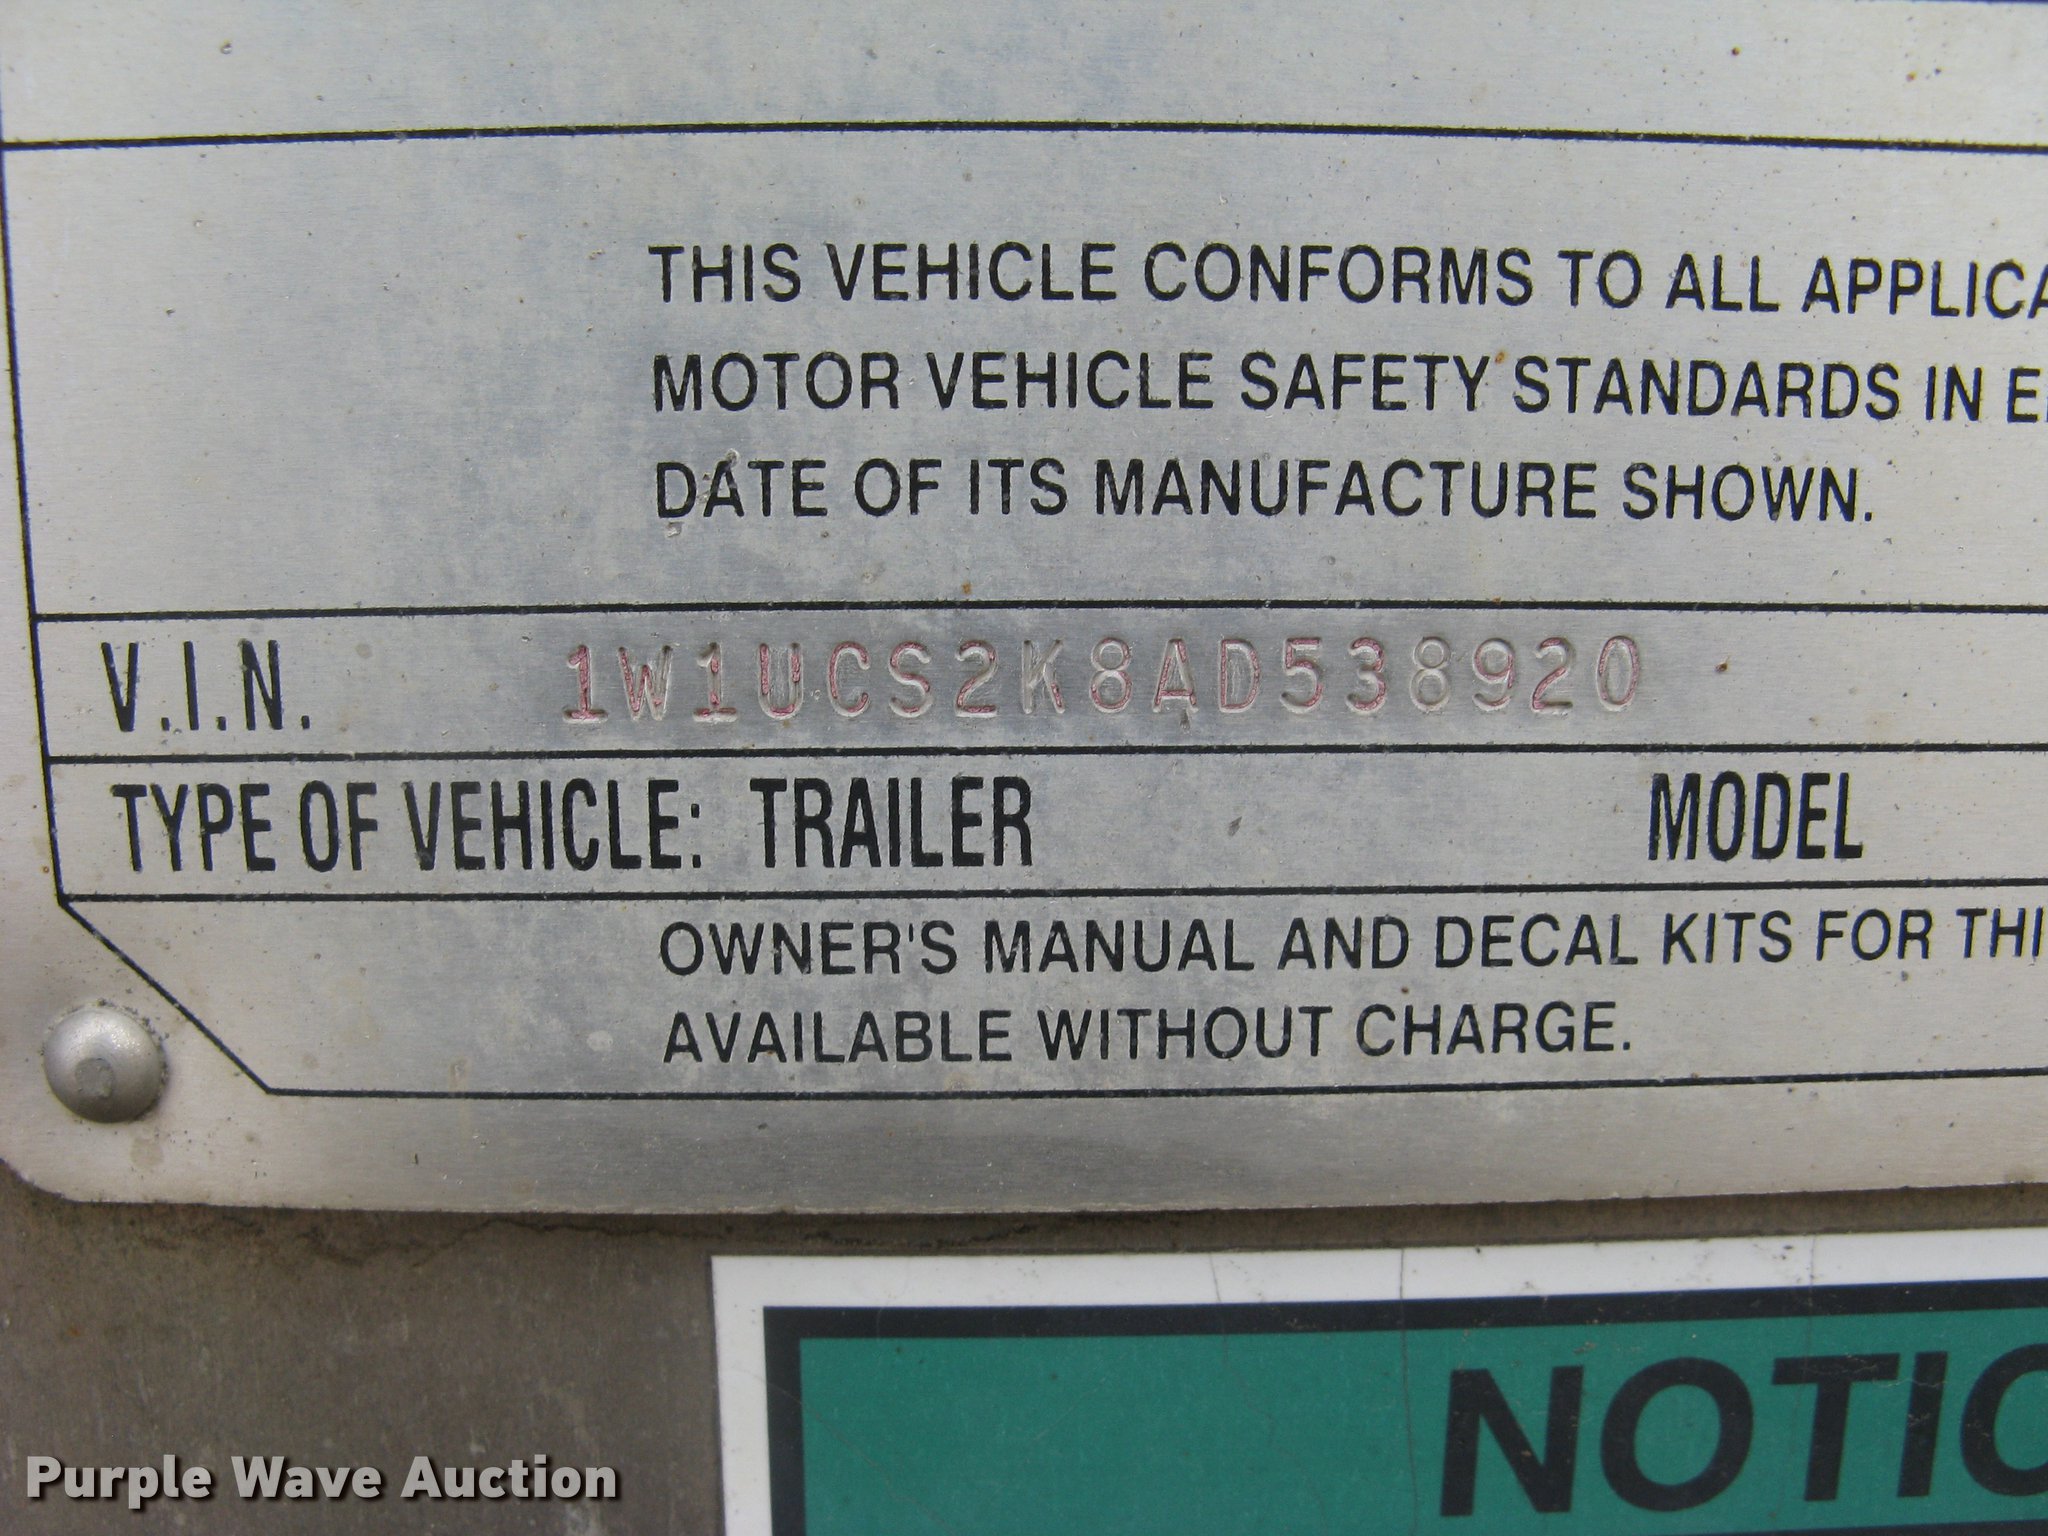 THIS VEHICLE CONFORMS TO ALL APPLICA
MOTOR VEHICLE SAFETY STANDARDS IN E
DATE OF ITS MANUFACTURE SHOWN.
V.I.N. 1W1UCS2K8AD538920
TYPE OF VEHICLE: TRAILER MODEL
OWNER'S MANUAL AND DECAL KITS FOR THI
AVAILABLE WITHOUT CHARGE.
NOTIC
Purple Wave Auction